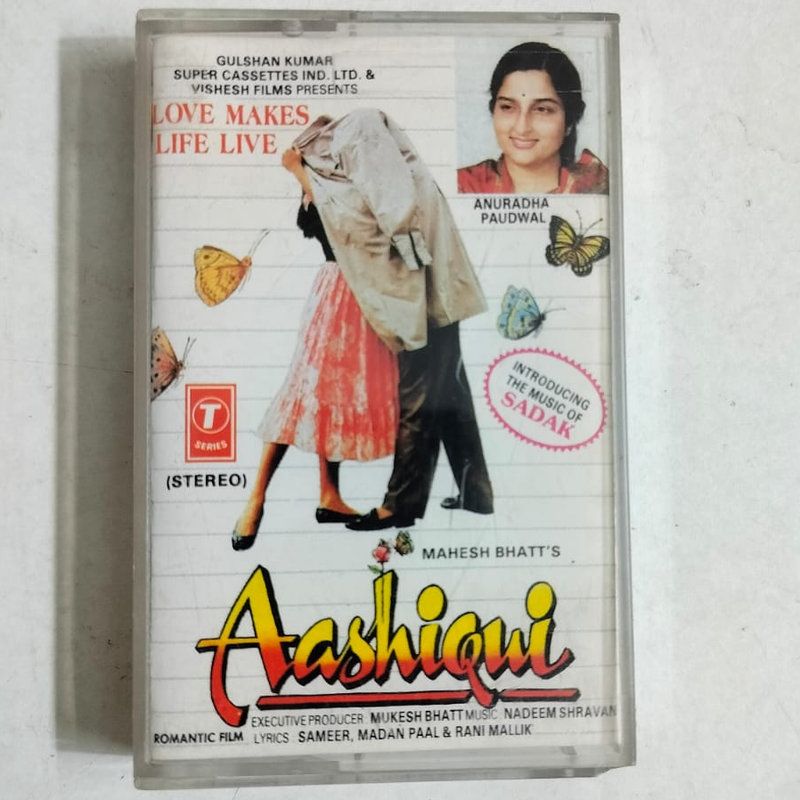 GULSHAN KUMAR
SUPER CASSETTES IND. LTD. &
VISHESH FILMS PRESENTS
LOVE MAKES
LIFE LIVE
ANURADHA
PAUDWAL
INTRODUCING
THE MUSIC OF
SADAK
T
SERIES
(STEREO)
MAHESH BHATT'S
Aashiqui
EXECUTIVE PRODUCER MUKESH BHATT MUSIC NADEEM SHRAVAN
ROMANTIC FILM LYRICS SAMEER, MADAN PAAL & RANI MALLIK